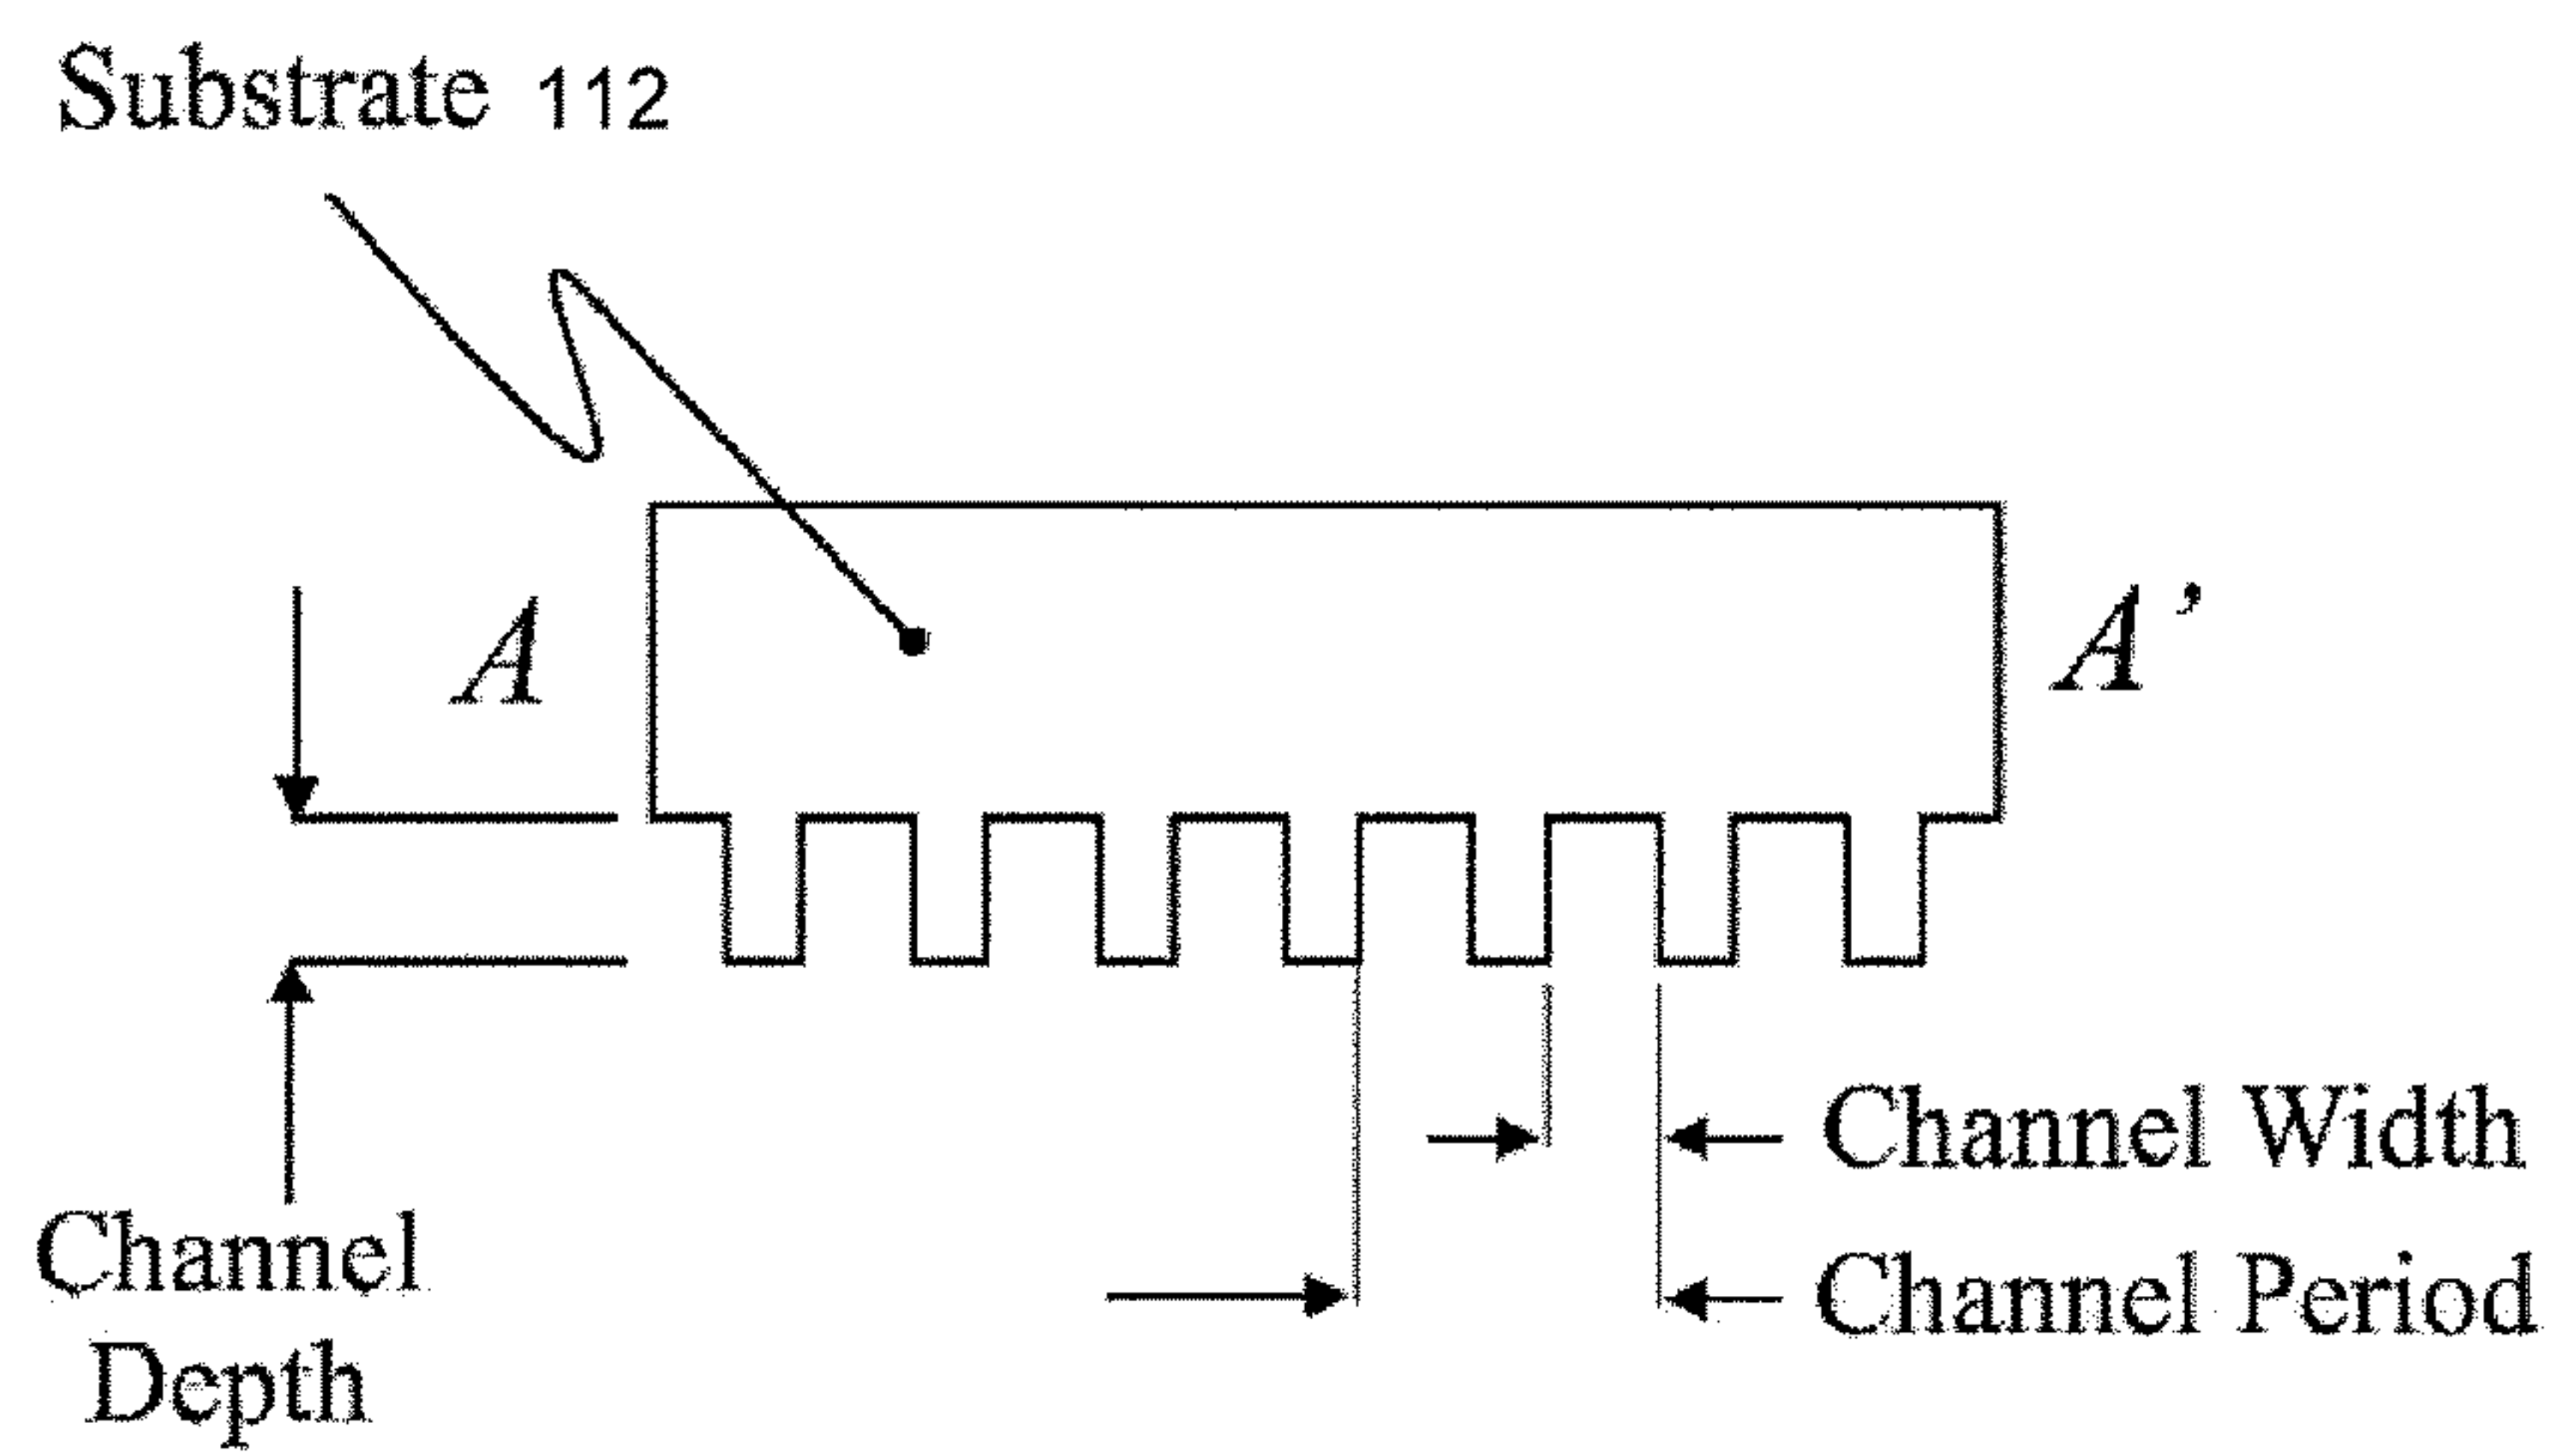 Substrate 112
A
A’
Channel Width
Channel Period
Channel
Depth